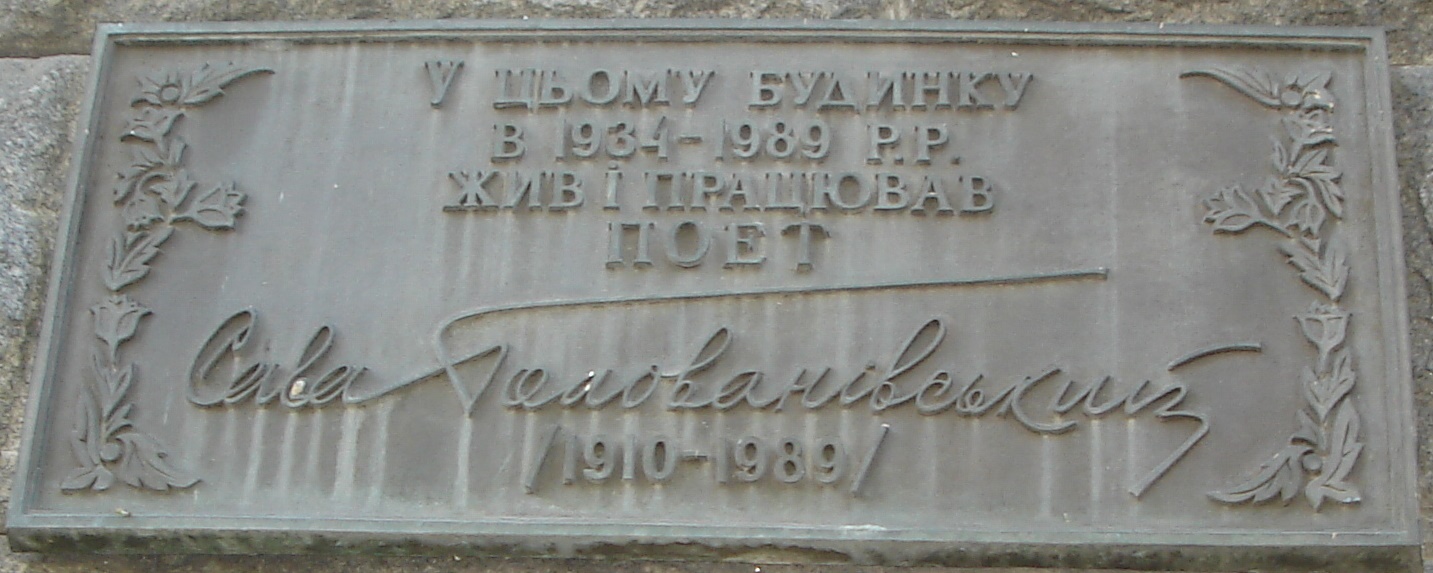 У ЦЬОМУ БУДИНКУ
В 1934-1989 Р.Р.
ЖИВ І ПРАЦЮВАВ
ПОЕТ
Сава Голованівський
/1910-1989/